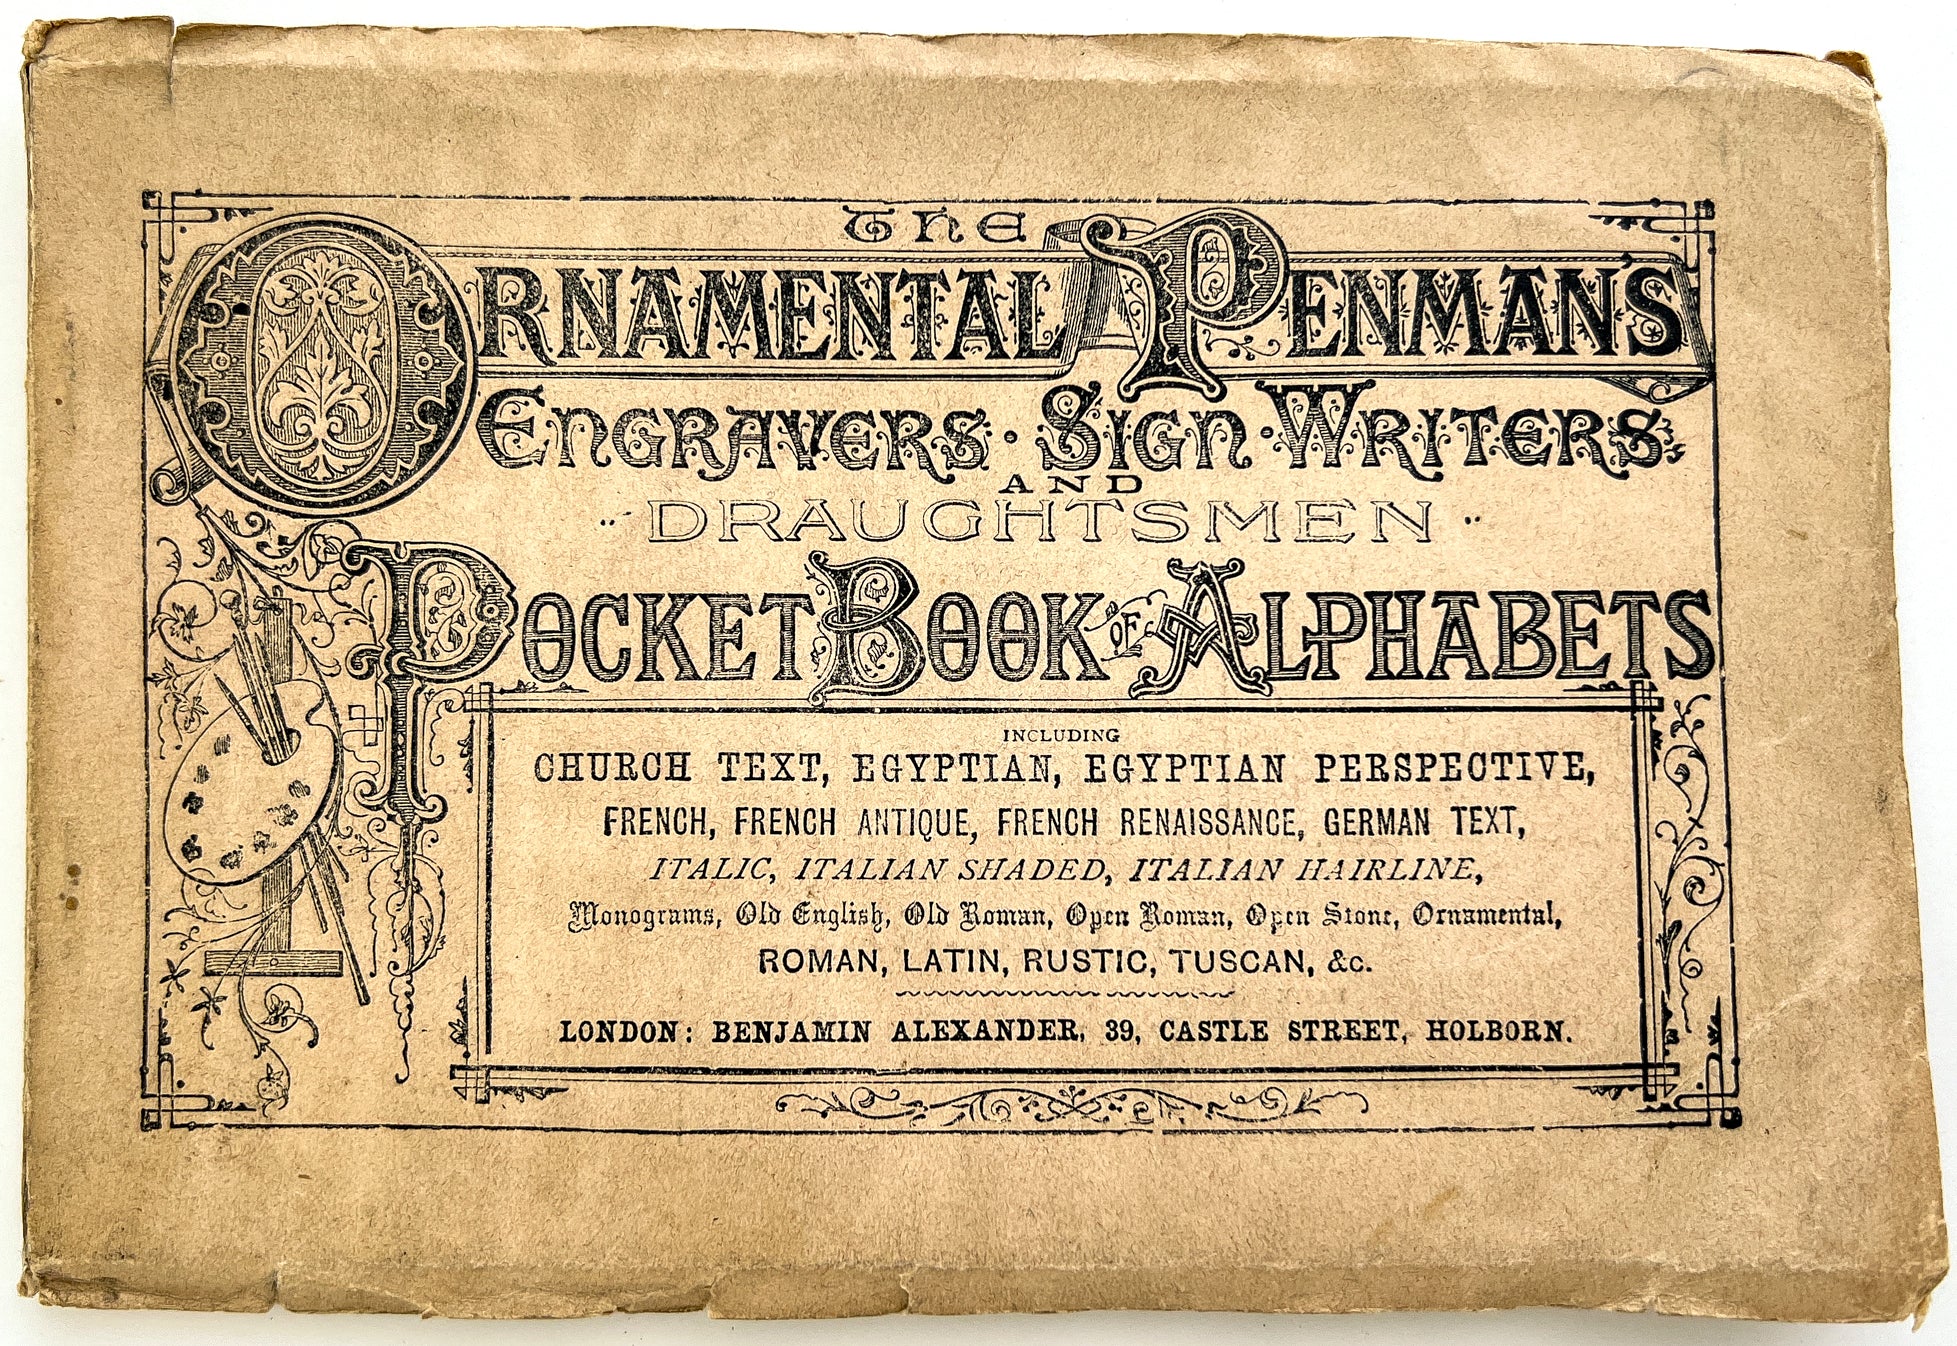 THE
ORNAMENTAL PENMAN'S
ENGRAVERS · SIGN · WRITERS
AND
DRAUGHTSMEN
POCKET BOOK OF ALPHABETS
INCLUDING
CHURCH TEXT, EGYPTIAN, EGYPTIAN PERSPECTIVE,
FRENCH, FRENCH ANTIQUE, FRENCH RENAISSANCE, GERMAN TEXT,
ITALIC, ITALIAN SHADED, ITALIAN HAIRLINE,
Monograms, Old English, Old Roman, Open Roman, Open Stone, Ornamental,
ROMAN, LATIN, RUSTIC, TUSCAN, &c.
LONDON: BENJAMIN ALEXANDER, 39, CASTLE STREET, HOLBORN.